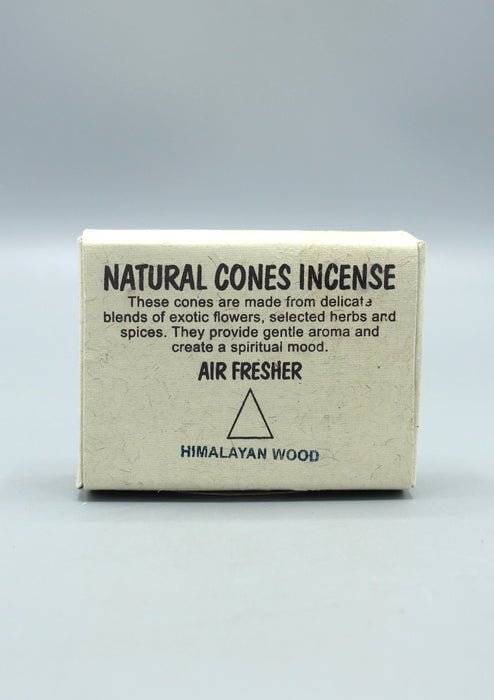 NATURAL CONES INCENSE
These cones are made from delicate
blends of exotic flowers, selected herbs and
spices. They provide gentle aroma and
create a spiritual mood.
AIR FRESHER
HIMALAYAN WOOD